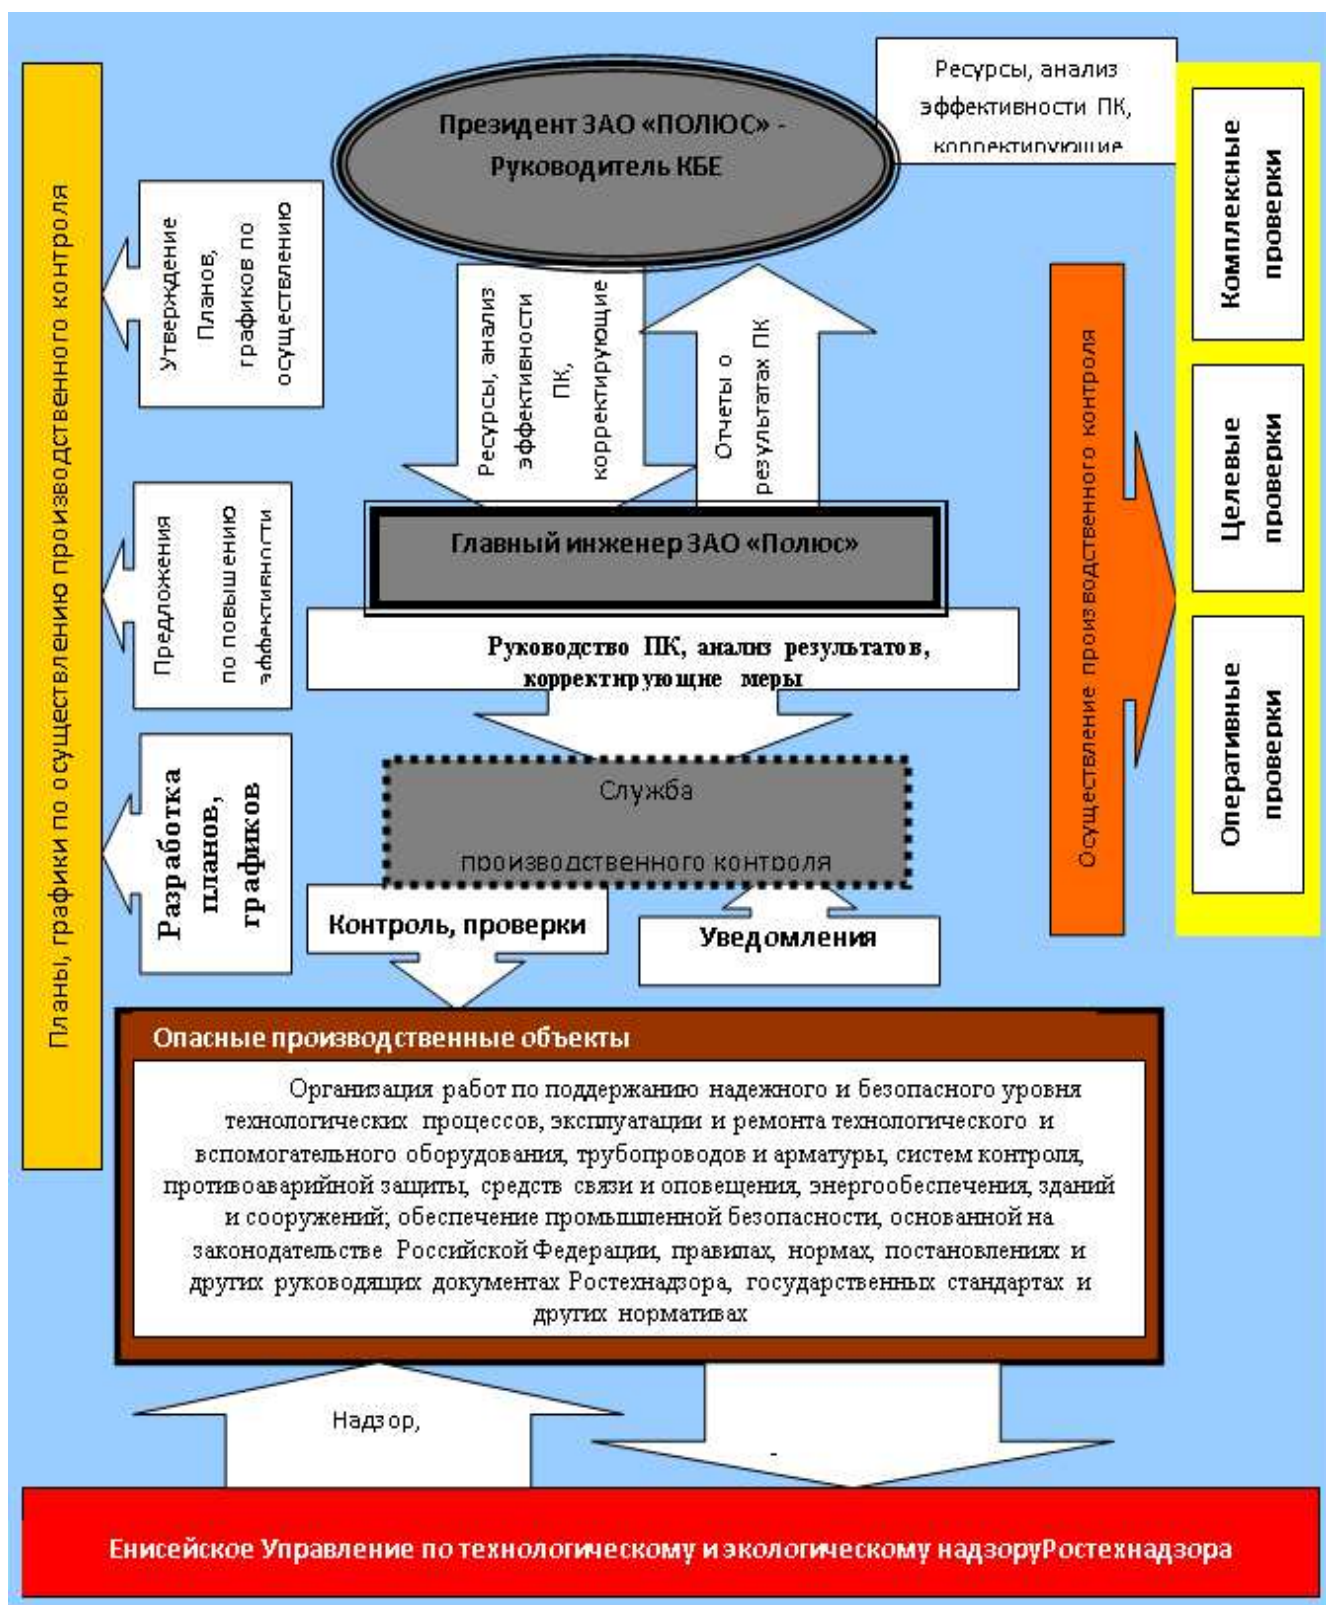 Президент ЗАО «ПОЛЮС» -
Руководитель КБЕ
Ресурсы, анализ
эффективности ПК,
корректирующие
Планы, графики по осуществлению производственного контроля
Утверждение
Планов,
графиков по
осуществлению
Предложения
по повышению
эффективности
Разработка
планов,
графиков
Ресурсы, анализ
эффективности
ПК,
корректирующие
Отчеты о
результатах ПК
Главный инженер ЗАО «Полюс»
Руководство ПК, анализ результатов,
корректирующие меры
Служба
производственного контроля
Контроль, проверки
Уведомления
Осуществление производственного контроля
Комплексные
проверки
Целевые
проверки
Оперативные
проверки
Опасные производственные объекты
Организация работ по поддержанию надежного и безопасного уровня
технологических процессов, эксплуатации и ремонта технологического и
вспомогательного оборудования, трубопроводов и арматуры, систем контроля,
противоаварийной защиты, средств связи и оповещения, энергообеспечения, зданий
и сооружений; обеспечение промышленной безопасности, основанной на
законодательстве Российской Федерации, правилах, нормах, постановлениях и
других руководящих документах Ростехнадзора, государственных стандартах и
других нормативах
Надзор,
-
Енисейское Управление по технологическому и экологическому надзоруРостехнадзора